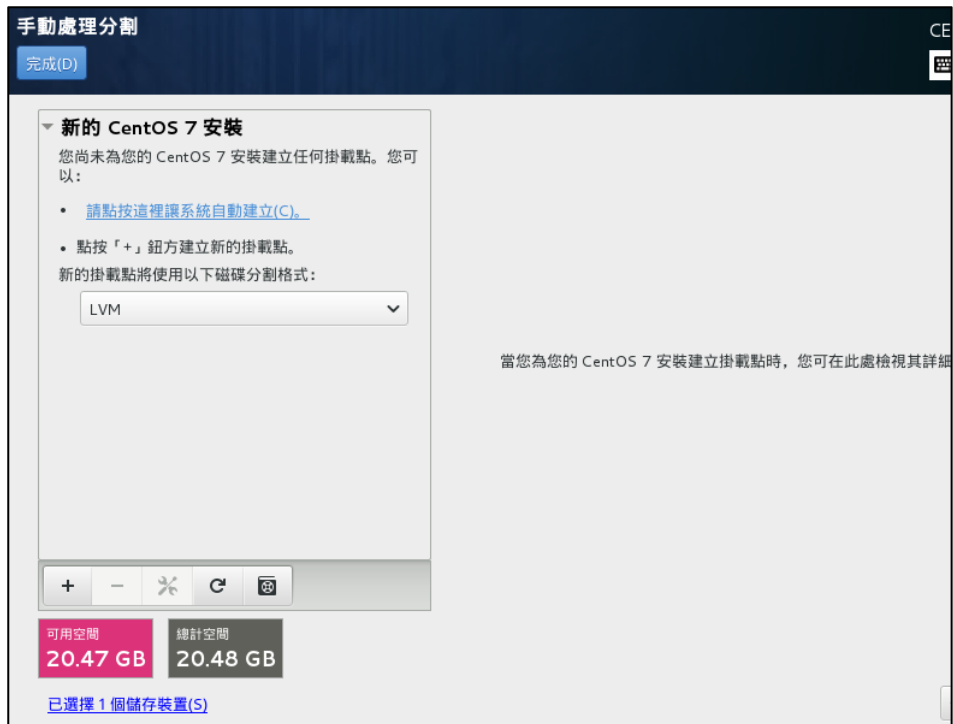 手動處理分割
CE
完成(D)
新的 CentOS 7 安裝
您尚未為您的 CentOS 7 安裝建立任何掛載點。您可
以：
• 請點按這裡讓系統自動建立(C)。
• 點按「+」鈕方建立新的掛載點。
新的掛載點將使用以下磁碟分割格式：
LVM
當您為您的 CentOS 7 安裝建立掛載點時，您可在此處檢視其詳細
可用空間
20.47 GB
總計空間
20.48 GB
已選擇 1 個儲存裝置(S)